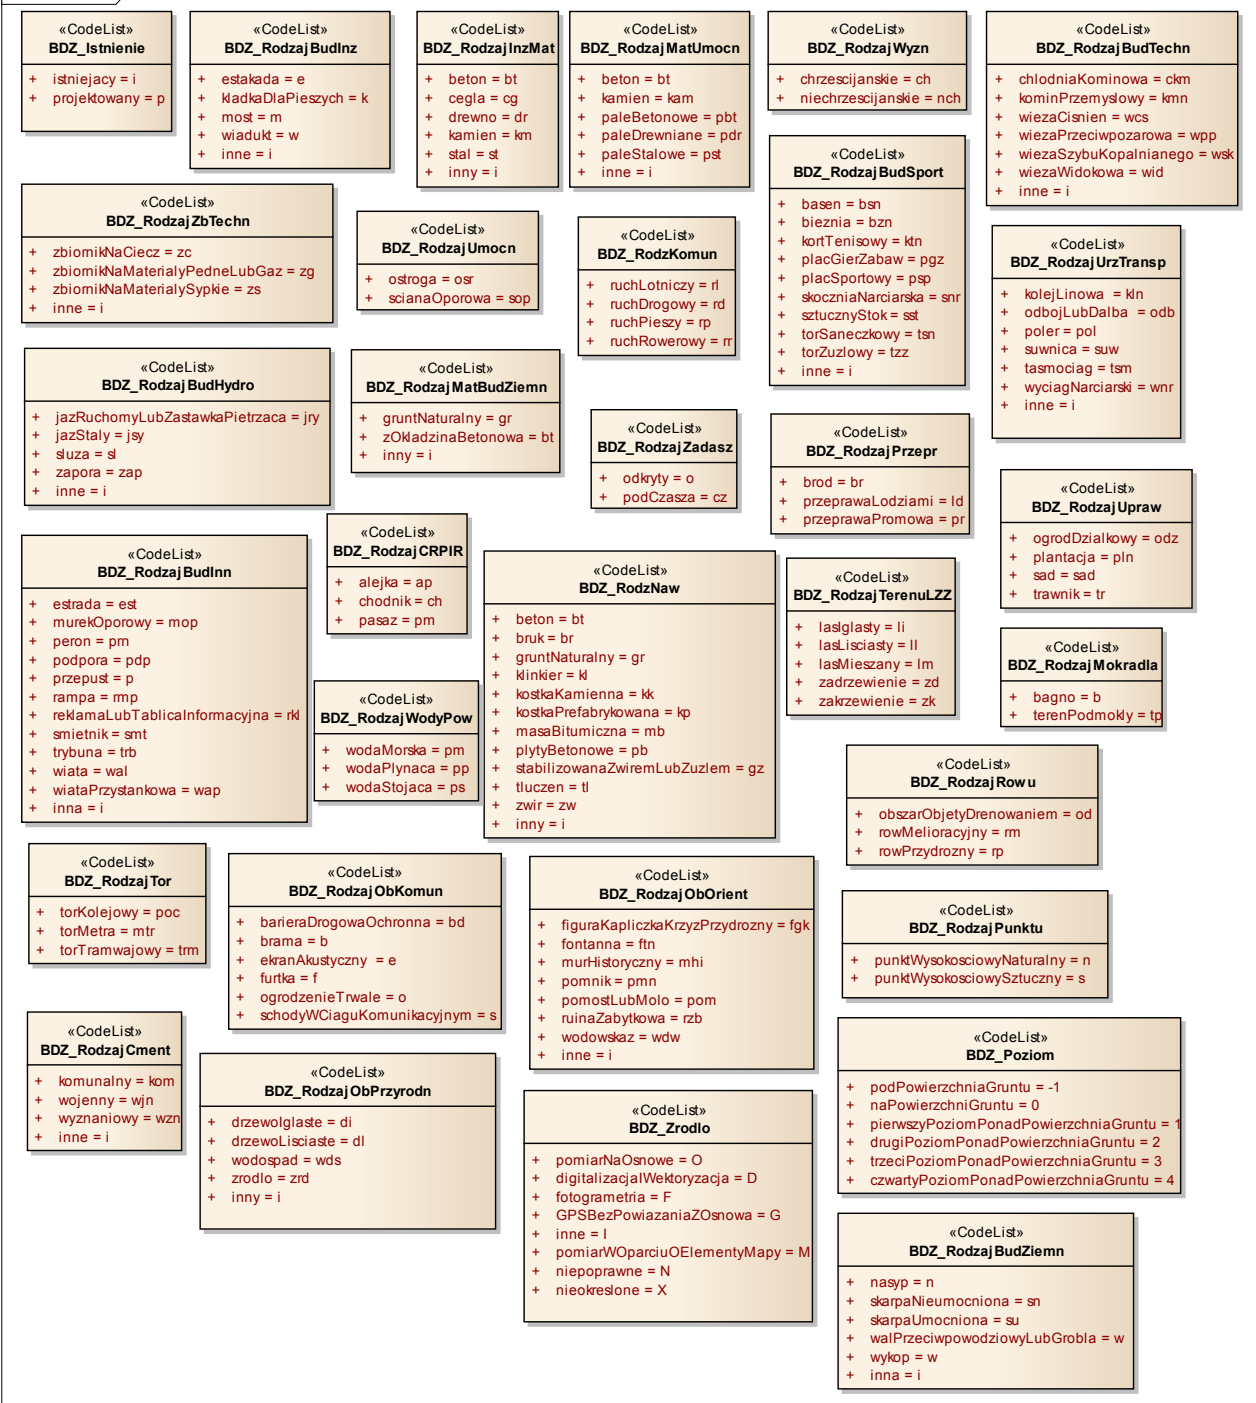 «CodeList»
BDZ_Istnienie
+ istniejacy = i
+ projektowany = p
«CodeList»
BDZ_RodzajBudInz
+ estakada = e
+ kladkaDlaPieszych = k
+ most = m
+ wiadukt = w
+ inne = i
«CodeList»
BDZ_RodzajInzMat
+ beton = bt
+ cegla = cg
+ drewno = dr
+ kamien = km
+ stal = st
+ inny = i
«CodeList»
BDZ_RodzajMatUmocn
+ beton = bt
+ kamien = kam
+ paleBetonowe = pbt
+ paleDrewniane = pdr
+ paleStalowe = pst
+ inne = i
«CodeList»
BDZ_RodzajWyzn
+ chrzescijanskie = ch
+ niechrzescijanskie = nch
«CodeList»
BDZ_RodzajBudTechn
+ chlodniaKominowa = ckm
+ kominPrzemyslowy = kmn
+ wiezaCisnien = wcs
+ wiezaPrzeciwpozarowa = wpp
+ wiezaSzybuKopalnianego = wsk
+ wiezaWidokowa = wid
+ inne = i
«CodeList»
BDZ_RodzajZbTechn
+ zbiornikNaCiecz = zc
+ zbiornikNaMaterialyPedneLubGaz = zg
+ zbiornikNaMaterialySypkie = zs
+ inne = i
«CodeList»
BDZ_RodzajUmocn
+ ostroga = osr
+ scianaOporowa = sop
«CodeList»
BDZ_RodzKomun
+ ruchLotniczy = rl
+ ruchDrogowy = rd
+ ruchPieszy = rp
+ ruchRowerowy = rr
«CodeList»
BDZ_RodzajBudSport
+ basen = bsn
+ bieznia = bzn
+ kortTenisowy = ktn
+ placGierZabaw = pgz
+ placSportowy = psp
+ skoczniaNarciarska = snr
+ sztucznyStok = sst
+ torSaneczkowy = tsn
+ torZuzlowy = tzz
+ inne = i
«CodeList»
BDZ_RodzajUrzTransp
+ kolejLinowa = kln
+ odbojLubDalba = odb
+ poler = pol
+ suwnica = suw
+ tasmociag = tsm
+ wyciagNarciarski = wnr
+ inne = i
«CodeList»
BDZ_RodzajBudHydro
+ jazRuchomyLubZastawkaPietrzaca = jry
+ jazStaly = jsy
+ sluza = sl
+ zapora = zap
+ inne = i
«CodeList»
BDZ_RodzajMatBudZiemn
+ gruntNaturalny = gr
+ zOkladzinaBetonowa = bt
+ inny = i
«CodeList»
BDZ_RodzajZadasz
+ odkryty = o
+ podCzasza = cz
«CodeList»
BDZ_RodzajPrzepr
+ brod = br
+ przeprawaLodziami = ld
+ przeprawaPromowa = pr
«CodeList»
BDZ_RodzajUpraw
+ ogrodDzialkowy = odz
+ plantacja = pln
+ sad = sad
+ trawnik = tr
«CodeList»
BDZ_RodzajBudInn
+ estrada = est
+ murekOporowy = mop
+ peron = prn
+ podpora = pdp
+ przepust = p
+ rampa = rmp
+ reklamaLubTablicaInformacyjna = rkl
+ smietnik = smt
+ trybuna = trb
+ wiata = wal
+ wiataPrzystankowa = wap
+ inna = i
«CodeList»
BDZ_RodzajCRPIR
+ alejka = ap
+ chodnik = ch
+ pasaz = pm
«CodeList»
BDZ_RodzajWodyPow
+ wodaMorska = pm
+ wodaPlynaca = pp
+ wodaStojaca = ps
«CodeList»
BDZ_RodzNaw
+ beton = bt
+ bruk = br
+ gruntNaturalny = gr
+ klinkier = kl
+ kostkaKamienna = kk
+ kostkaPrefabrykowana = kp
+ masaBitumiczna = mb
+ plytyBetonowe = pb
+ stabilizowanaZwiremLubZuzlem = gz
+ tluczen = tl
+ zwir = zw
+ inny = i
«CodeList»
BDZ_RodzajTerenuLZZ
+ lasIglasty = li
+ lasLisciasty = ll
+ lasMieszany = lm
+ zadrzewienie = zd
+ zakrzewienie = zk
«CodeList»
BDZ_RodzajMokradla
+ bagno = b
+ terenPodmokly = tp
«CodeList»
BDZ_RodzajRowu
+ obszarObjetyDrenowaniem = od
+ rowMelioracyjny = rm
+ rowPrzydrozny = rp
«CodeList»
BDZ_RodzajTor
+ torKolejowy = poc
+ torMetra = mtr
+ torTramwajowy = trm
«CodeList»
BDZ_RodzajObKomun
+ barieraDrogowaOchronna = bd
+ brama = b
+ ekranAkustyczny = e
+ furtka = f
+ ogrodzenieTrwale = o
+ schodyWCiaguKomunikacyjnym = s
«CodeList»
BDZ_RodzajObOrient
+ figuraKapliczkaKrzyzPrzydrozny = fgk
+ fontanna = ftn
+ murHistoryczny = mhi
+ pomnik = pmn
+ pomostLubMolo = pom
+ ruinaZabytkowa = rzb
+ wodowskaz = wdw
+ inne = i
«CodeList»
BDZ_RodzajPunktu
+ punktWysokosciowyNaturalny = n
+ punktWysokosciowySztuczny = s
«CodeList»
BDZ_RodzajCment
+ komunalny = kom
+ wojenny = wjn
+ wyznaniowy = wzn
+ inne = i
«CodeList»
BDZ_RodzajObPrzyrodn
+ drzewoIglaste = di
+ drzewoLisciaste = dl
+ wodospad = wds
+ zrodlo = zrd
+ inny = i
«CodeList»
BDZ_Zrodlo
+ pomiarNaOsnowe = O
+ digitalizacjaIWektoryzacja = D
+ fotogrametria = F
+ GPSBezPowiazaniaZOsnowa = G
+ inne = I
+ pomiarWOparciuOElementyMapy = M
+ niepoprawne = N
+ nieokreslone = X
«CodeList»
BDZ_Poziom
+ podPowierzchniaGruntu = -1
+ naPowierzchniGruntu = 0
+ pierwszyPoziomPonadPowierzchniaGruntu = 1
+ drugiPoziomPonadPowierzchniaGruntu = 2
+ trzeciPoziomPonadPowierzchniaGruntu = 3
+ czwartyPoziomPonadPowierzchniaGruntu = 4
«CodeList»
BDZ_RodzajBudZiemn
+ nasyp = n
+ skarpaNieumocniona = sn
+ skarpaUmocniona = su
+ walPrzeciwpowodziowyLubGrobla = w
+ wykop = w
+ inna = i